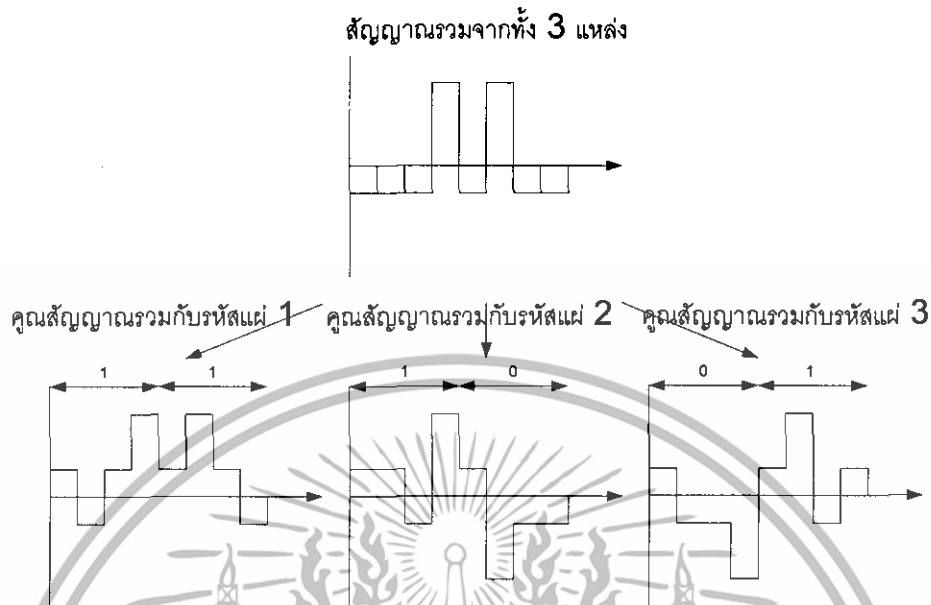 สัญญาณรวมจากทั้ง 3 แหล่ง
คูณสัญญาณรวมกับรหัสแผ่ 1 คูณสัญญาณรวมกับรหัสแผ่ 2 คูณสัญญาณรวมกับรหัสแผ่ 3
1 1 1 0 0 1